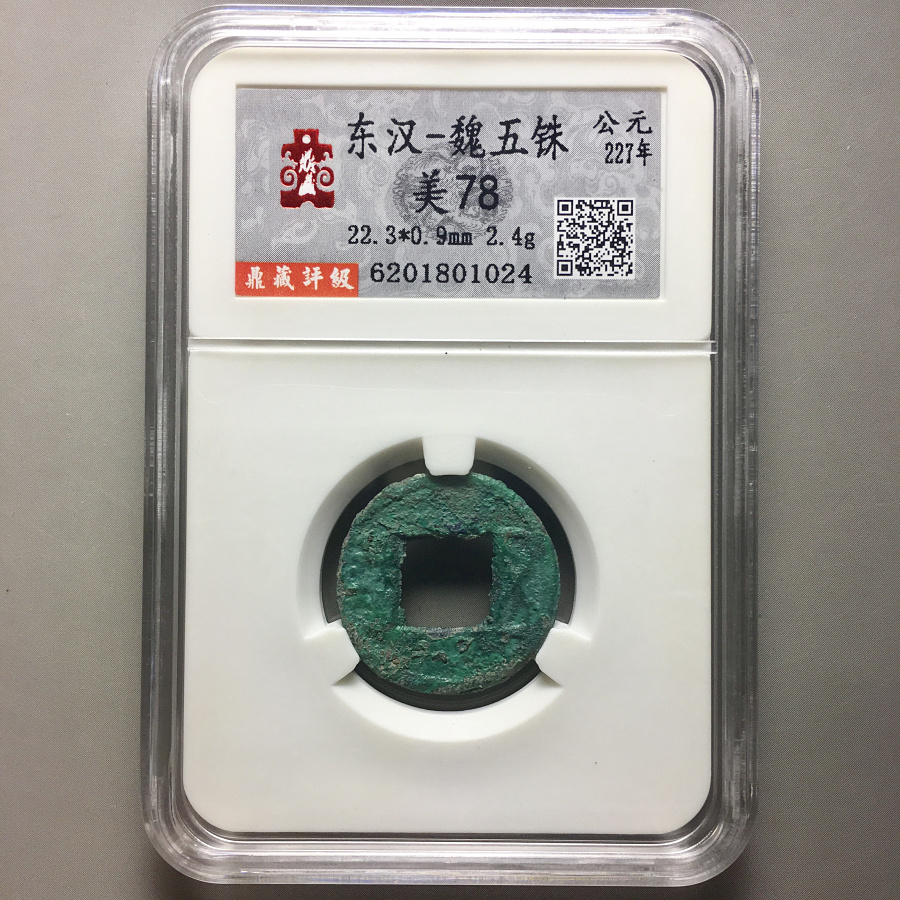 东汉-魏五铢
公元
227年
美78
22.3*0.9mm 2.4g
鼎藏評級
6201801024